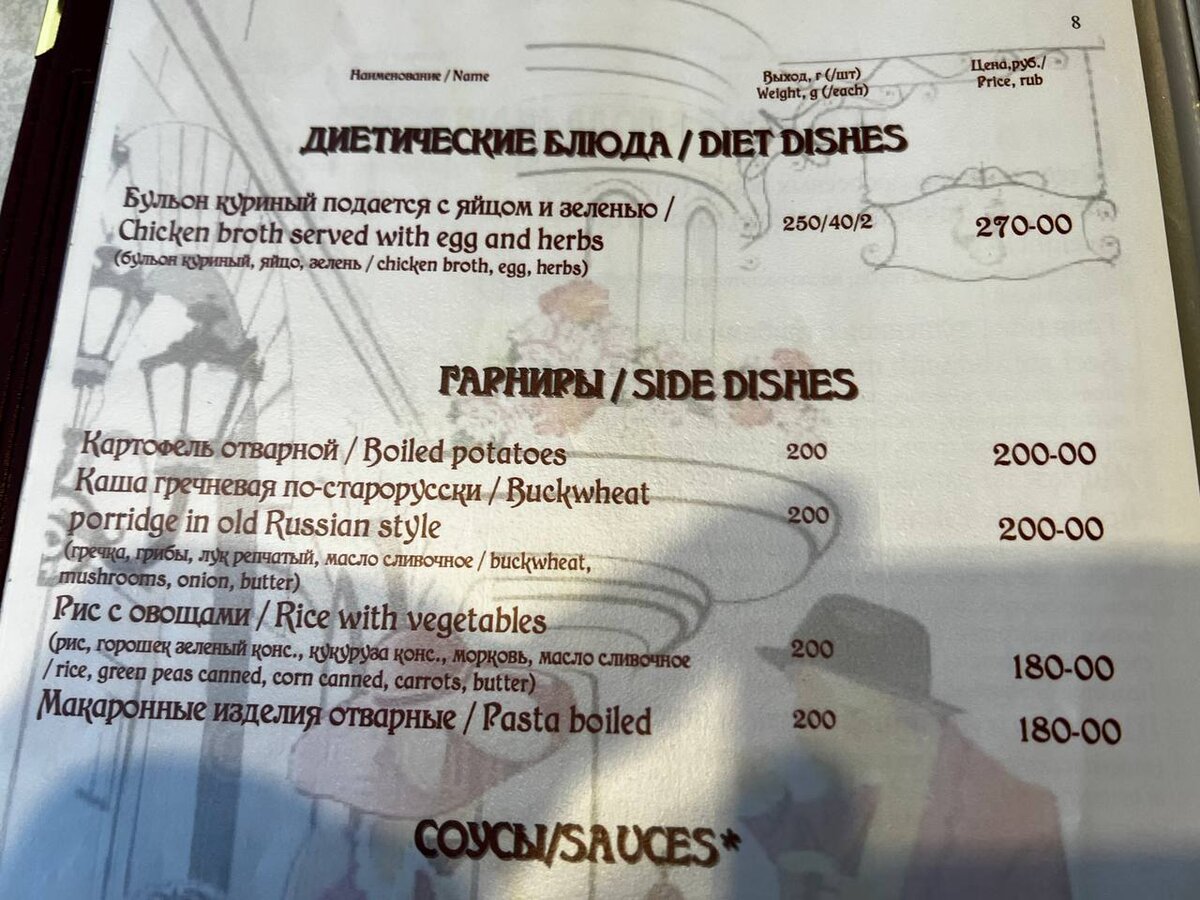 8
Наименование / Name
Выход, г (/шт)
Weight, g (/each)
Цена,руб./
Price, rub
ДИЕТИЧЕСКИЕ БЛЮДА / DIET DISHES
Бульон куриный подается с яйцом и зеленью /
Chicken broth served with egg and herbs
250/40/2
270-00
(бульон куриный, яйцо, зелень / chicken broth, egg, herbs)
ГАРНИРЫ / SIDE DISHES
Картофель отварной / Boiled potatoes
200
200-00
Каша гречневая по-старорусски / Buckwheat
porridge in old Russian style
200
200-00
(гречка, грибы, лук репчатый, масло сливочное / buckwheat,
mushrooms, onion, butter)
Рис с овощами / Rice with vegetables
(рис, горошек зеленый конс., кукуруза конс., морковь, масло сливочное
/ rice, green peas canned, corn canned, carrots, butter)
200
180-00
Макаронные изделия отварные / Pasta boiled
200
180-00
СОУСЫ/SAUCES*